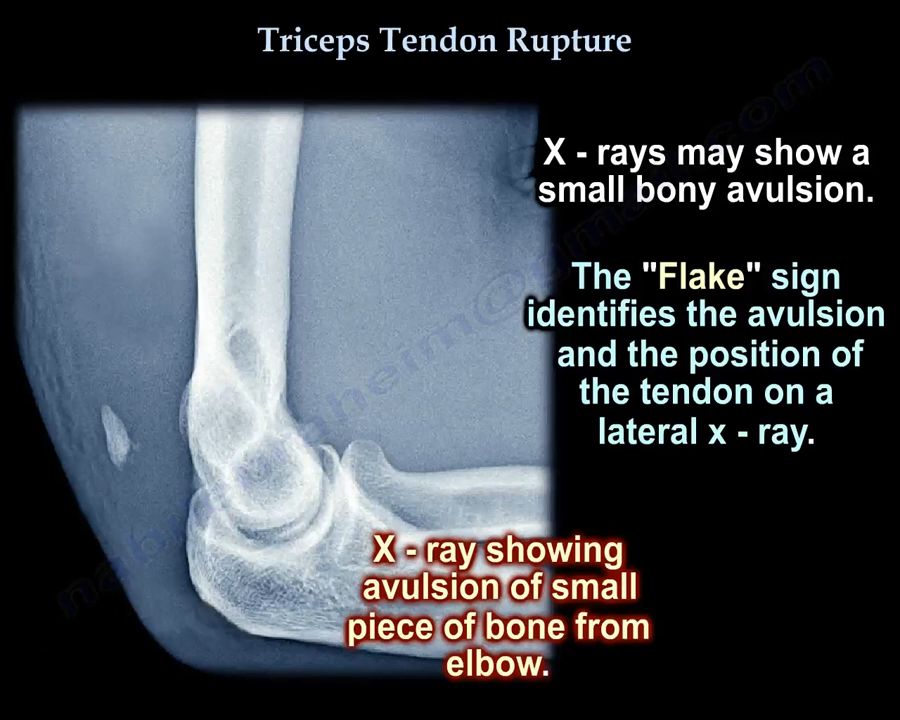 Triceps Tendon Rupture
X - rays may show a
small bony avulsion.
The "Flake" sign
identifies the avulsion
and the position of
the tendon on a
lateral x - ray.
X - ray showing
avulsion of small
piece of bone from
elbow.